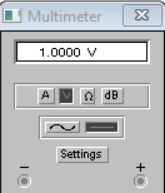 Multimeter
1.0000 V
A V Ω dB
Settings
− +